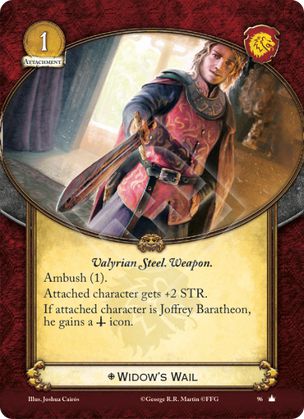 1
ATTACHMENT
Valyrian Steel. Weapon.
Ambush (1).
Attached character gets +2 STR.
If attached character is Joffrey Baratheon,
he gains a icon.
WIDOW'S WAIL
Illus. Joshua Cairós ©George R.R. Martin ©FFG 96